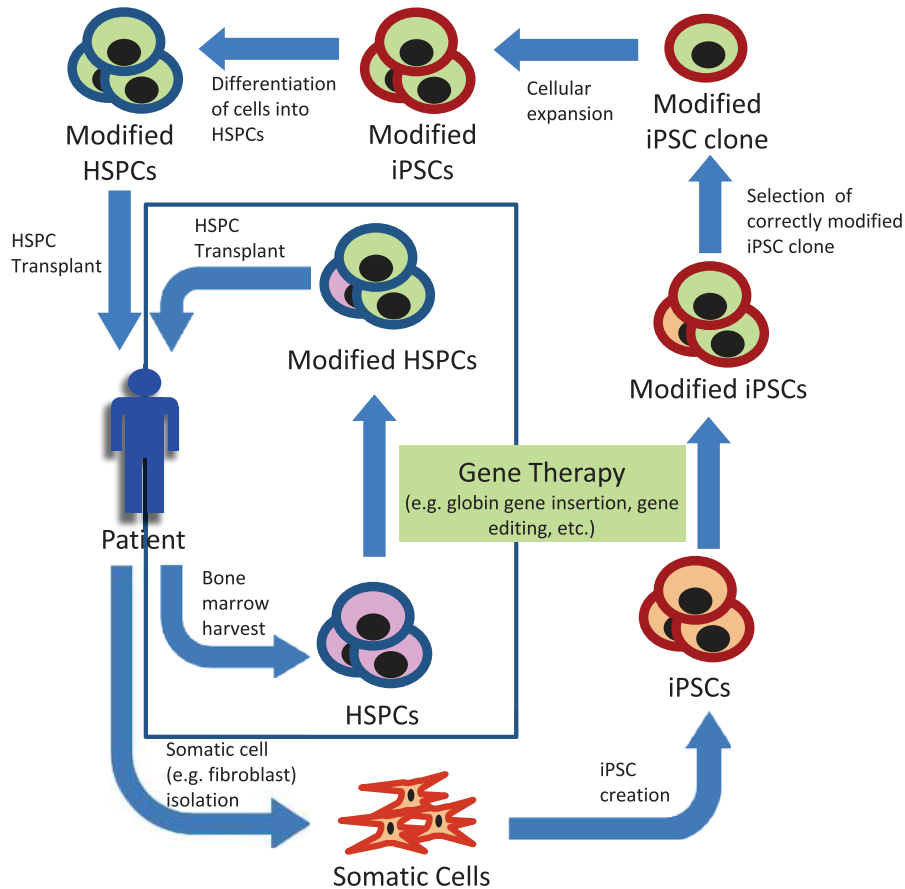 Modified
HSPCs
Differentiation
of cells into
HSPCs
Modified
iPSCs
Cellular
expansion
Modified
iPSC clone
Selection of
correctly modified
iPSC clone
HSPC
Transplant
HSPC
Transplant
Modified HSPCs
Modified iPSCs
Gene Therapy
(e.g. globin gene insertion, gene
editing, etc.)
Patient
Bone
marrow
harvest
HSPCs
iPSCs
Somatic cell
(e.g. fibroblast)
isolation
iPSC
creation
Somatic Cells